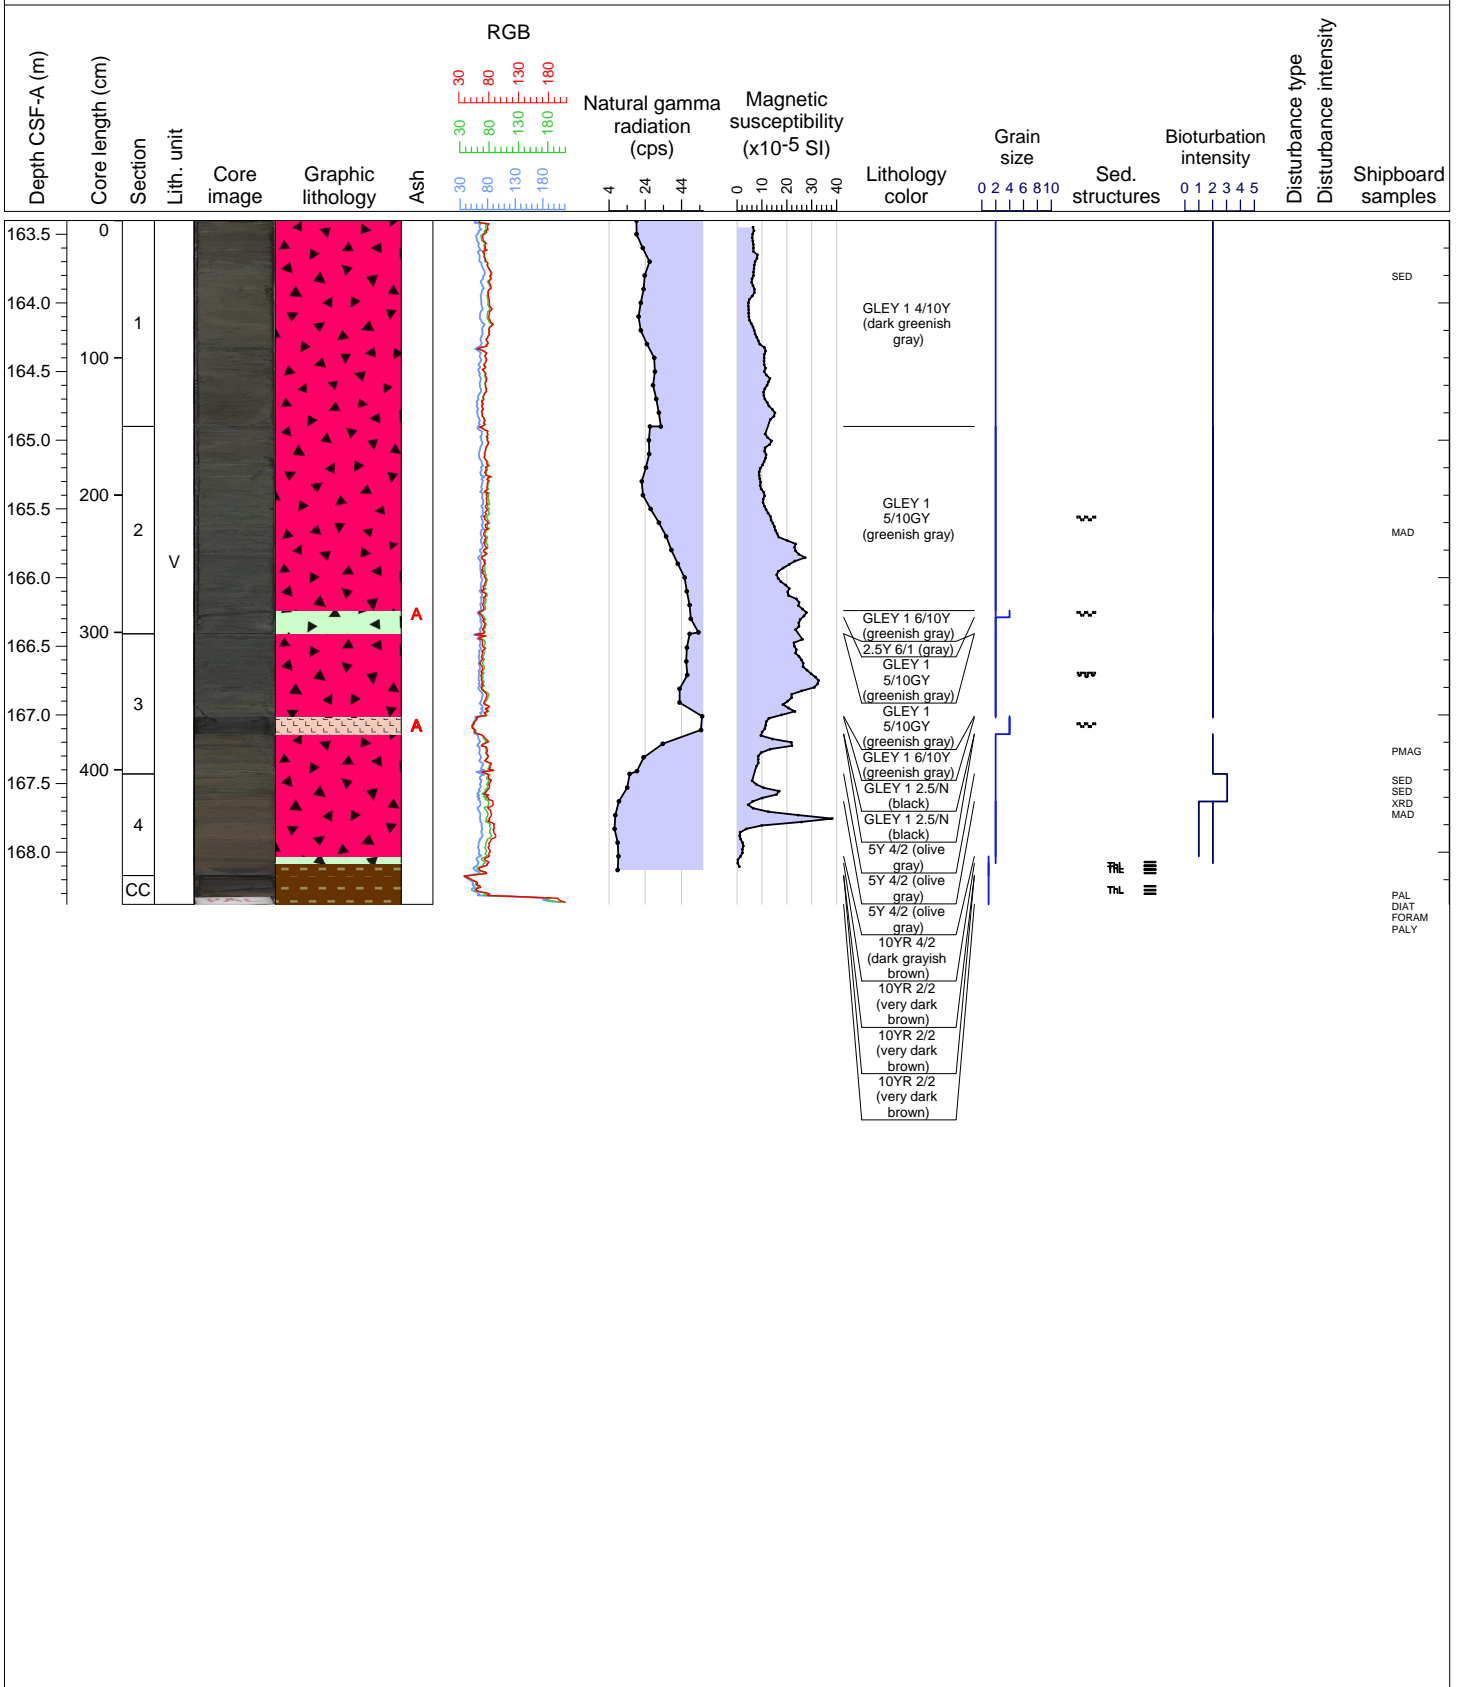 RGB
30 80 130 180
30 80 130 180
30 80 130 180
Depth CSF-A (m)
Core length (cm)
Section
Lith. unit
Core
image
Graphic
lithology
Ash
Natural gamma
radiation
(cps)
4 24 44
Magnetic
susceptibility
(x10-5 SI)
0 10 20 30 40
Lithology
color
Grain
size
0 2 4 6 8 10
Sed.
structures
Bioturbation
intensity
0 1 2 3 4 5
Disturbance type
Disturbance intensity
Shipboard
samples
163.5
164.0
164.5
165.0
165.5
166.0
166.5
167.0
167.5
168.0
0
100
200
300
400
1
2
3
4
CC
V
A
A
PAL
GLEY 1 4/10Y
(dark greenish
gray)
GLEY 1
5/10GY
(greenish gray)
GLEY 1 6/10Y
(greenish gray)
2.5Y 6/1 (gray)
GLEY 1
5/10GY
(greenish gray)
GLEY 1
5/10GY
(greenish gray)
GLEY 1 6/10Y
(greenish gray)
GLEY 1 2.5/N
(black)
GLEY 1 2.5/N
(black)
5Y 4/2 (olive
gray)
5Y 4/2 (olive
gray)
5Y 4/2 (olive
gray)
10YR 4/2
(dark grayish
brown)
10YR 2/2
(very dark
brown)
10YR 2/2
(very dark
brown)
10YR 2/2
(very dark
brown)
ThL
SED
MAD
PMAG
SED
SED
XRD
MAD
PAL
DIAT
FORAM
PALY